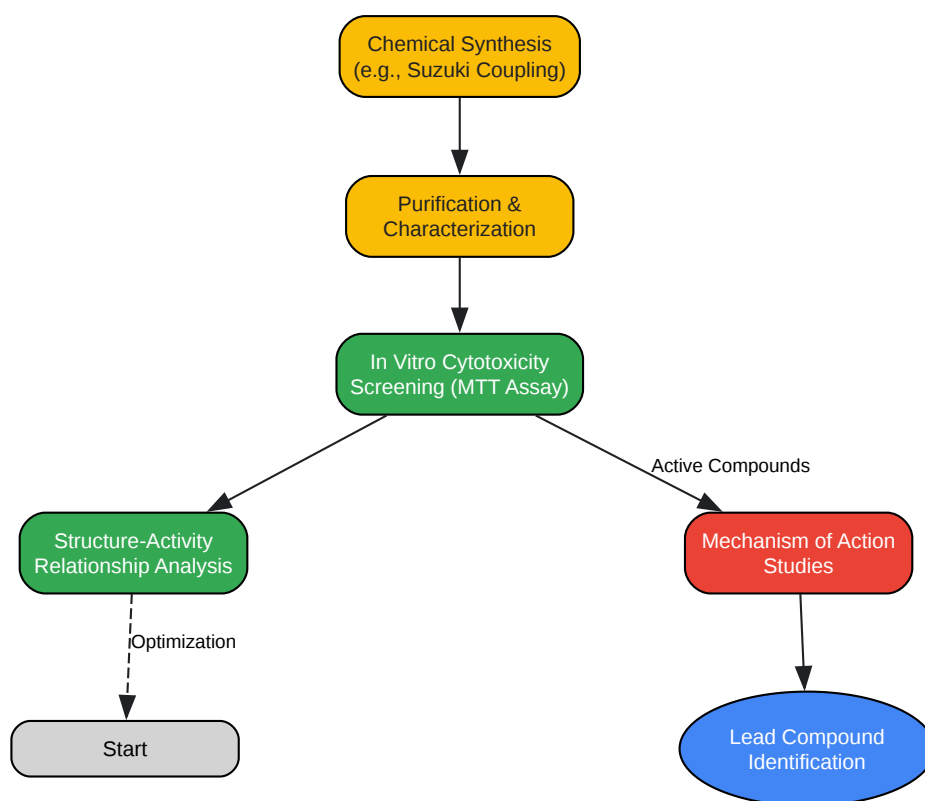 Chemical Synthesis
(e.g., Suzuki Coupling)
Purification &
Characterization
In Vitro Cytotoxicity
Screening (MTT Assay)
Active Compounds
Structure-Activity
Relationship Analysis
Mechanism of Action
Studies
Optimization
Start
Lead Compound
Identification